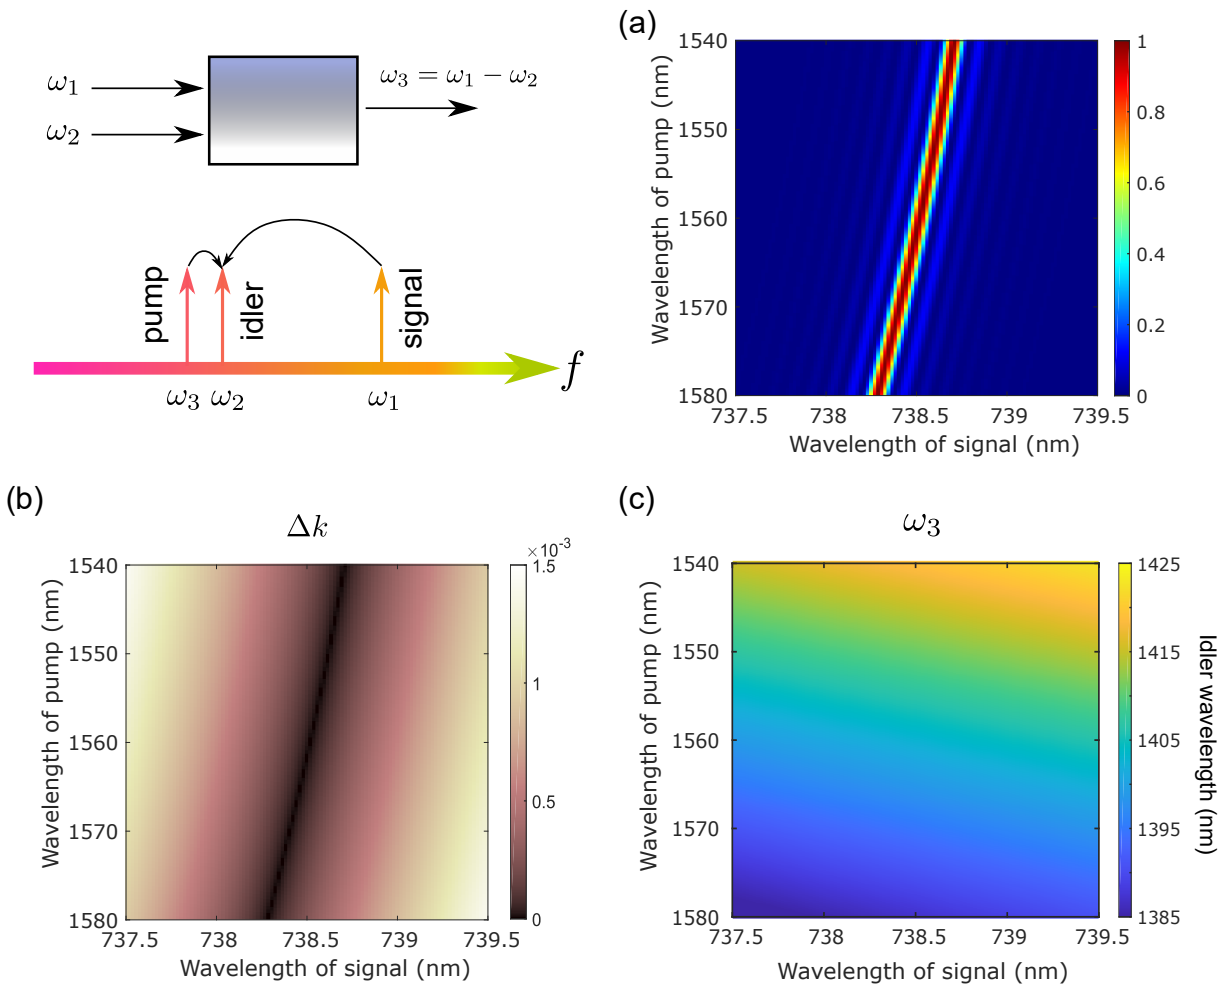 ω1
ω2
ω3 = ω1 − ω2
pump
idler
signal
f
ω3
ω2
ω1
(a)
Wavelength of pump (nm)
1540
1550
1560
1570
1580
737.5
738
738.5
739
739.5
Wavelength of signal (nm)
1
0.8
0.6
0.4
0.2
0
(b)
Δk
Wavelength of pump (nm)
1540
1550
1560
1570
1580
737.5
738
738.5
739
739.5
Wavelength of signal (nm)
×10-3
1.5
1
0.5
0
(c)
ω3
Wavelength of pump (nm)
1540
1550
1560
1570
1580
737.5
738
738.5
739
739.5
Wavelength of signal (nm)
1425
1415
1405
1395
1385
Idler wavelength (nm)